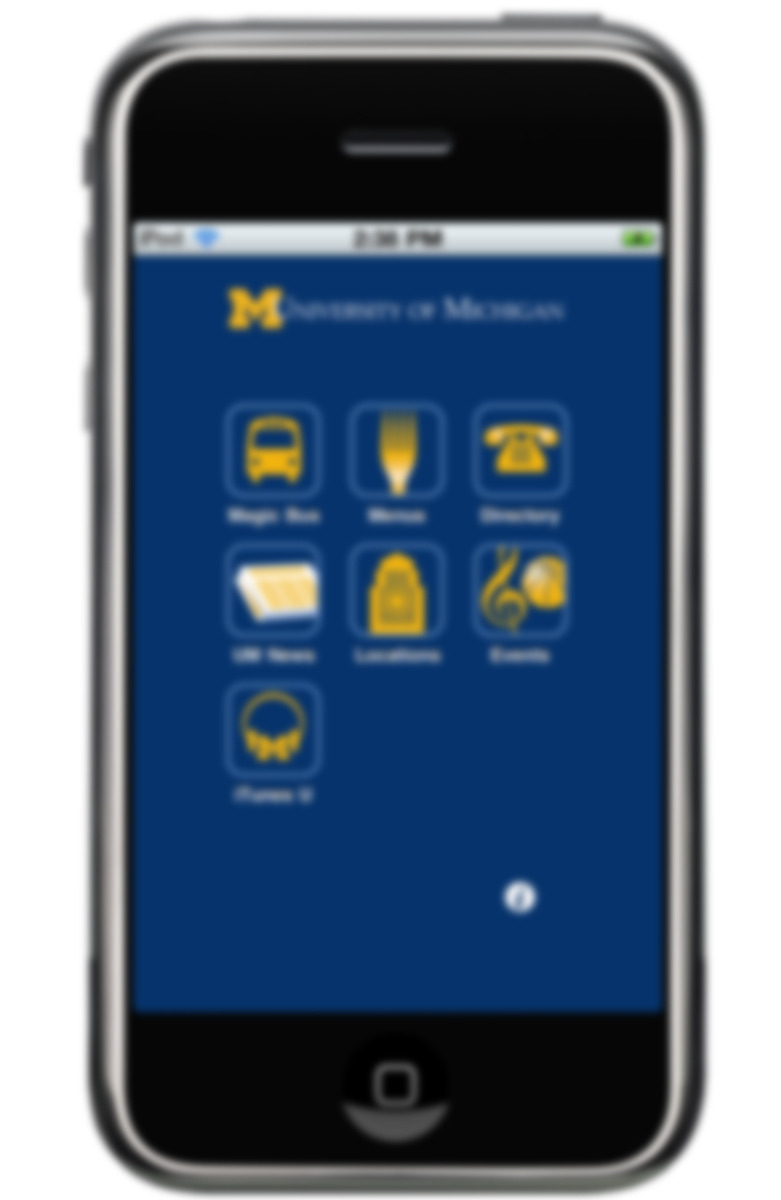 iPod 2:38 PM
M UNIVERSITY OF MICHIGAN
Magic Bus Menus Directory
UM News Locations Events
iTunes U
i